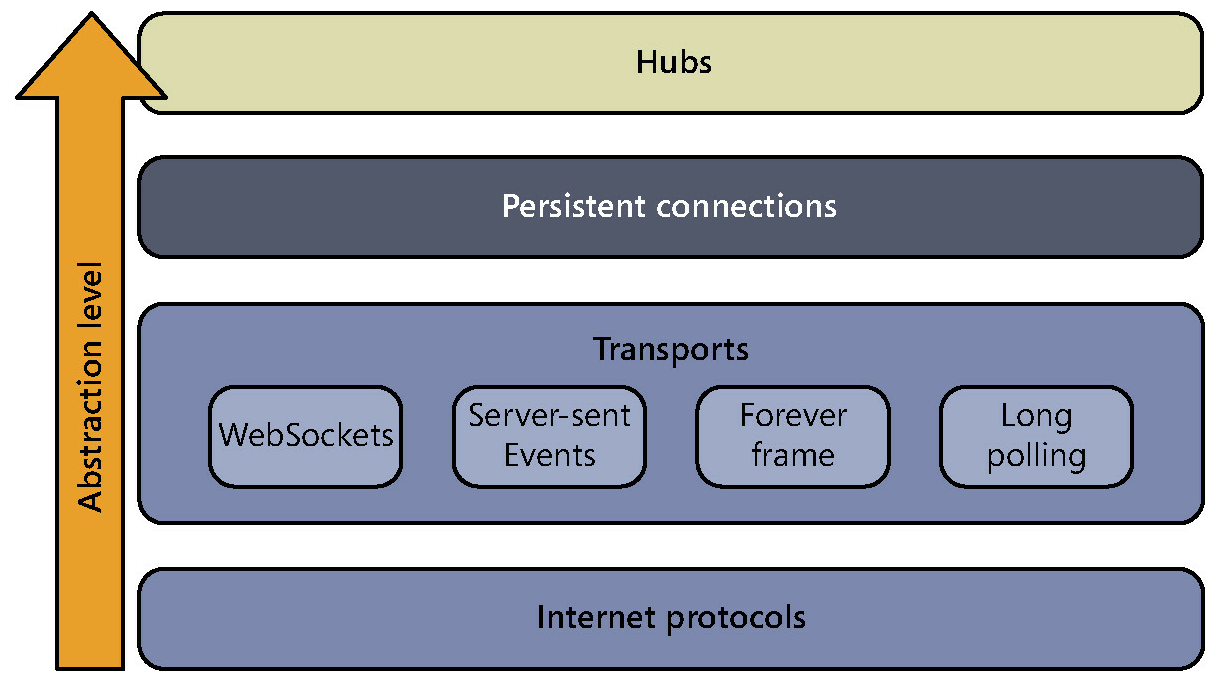 Hubs
Persistent connections
Abstraction level
Transports
WebSockets
Server-sent
Events
Forever
frame
Long
polling
Internet protocols